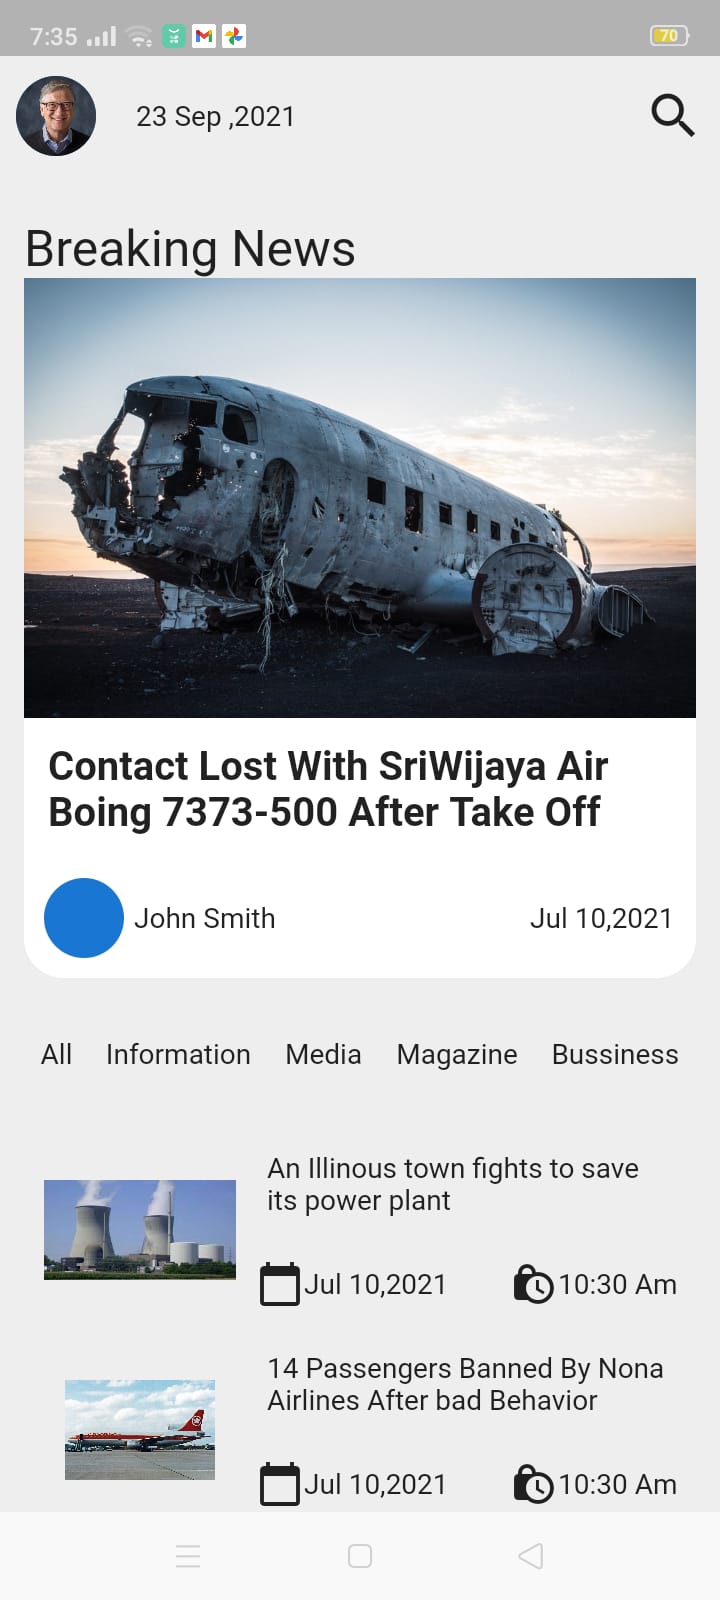 7:35
70
23 Sep ,2021
Breaking News
Contact Lost With SriWijaya Air
Boing 7373-500 After Take Off
John Smith
Jul 10,2021
All Information Media Magazine Bussiness
An Illinous town fights to save
its power plant
Jul 10,2021
10:30 Am
14 Passengers Banned By Nona
Airlines After bad Behavior
Jul 10,2021
10:30 Am